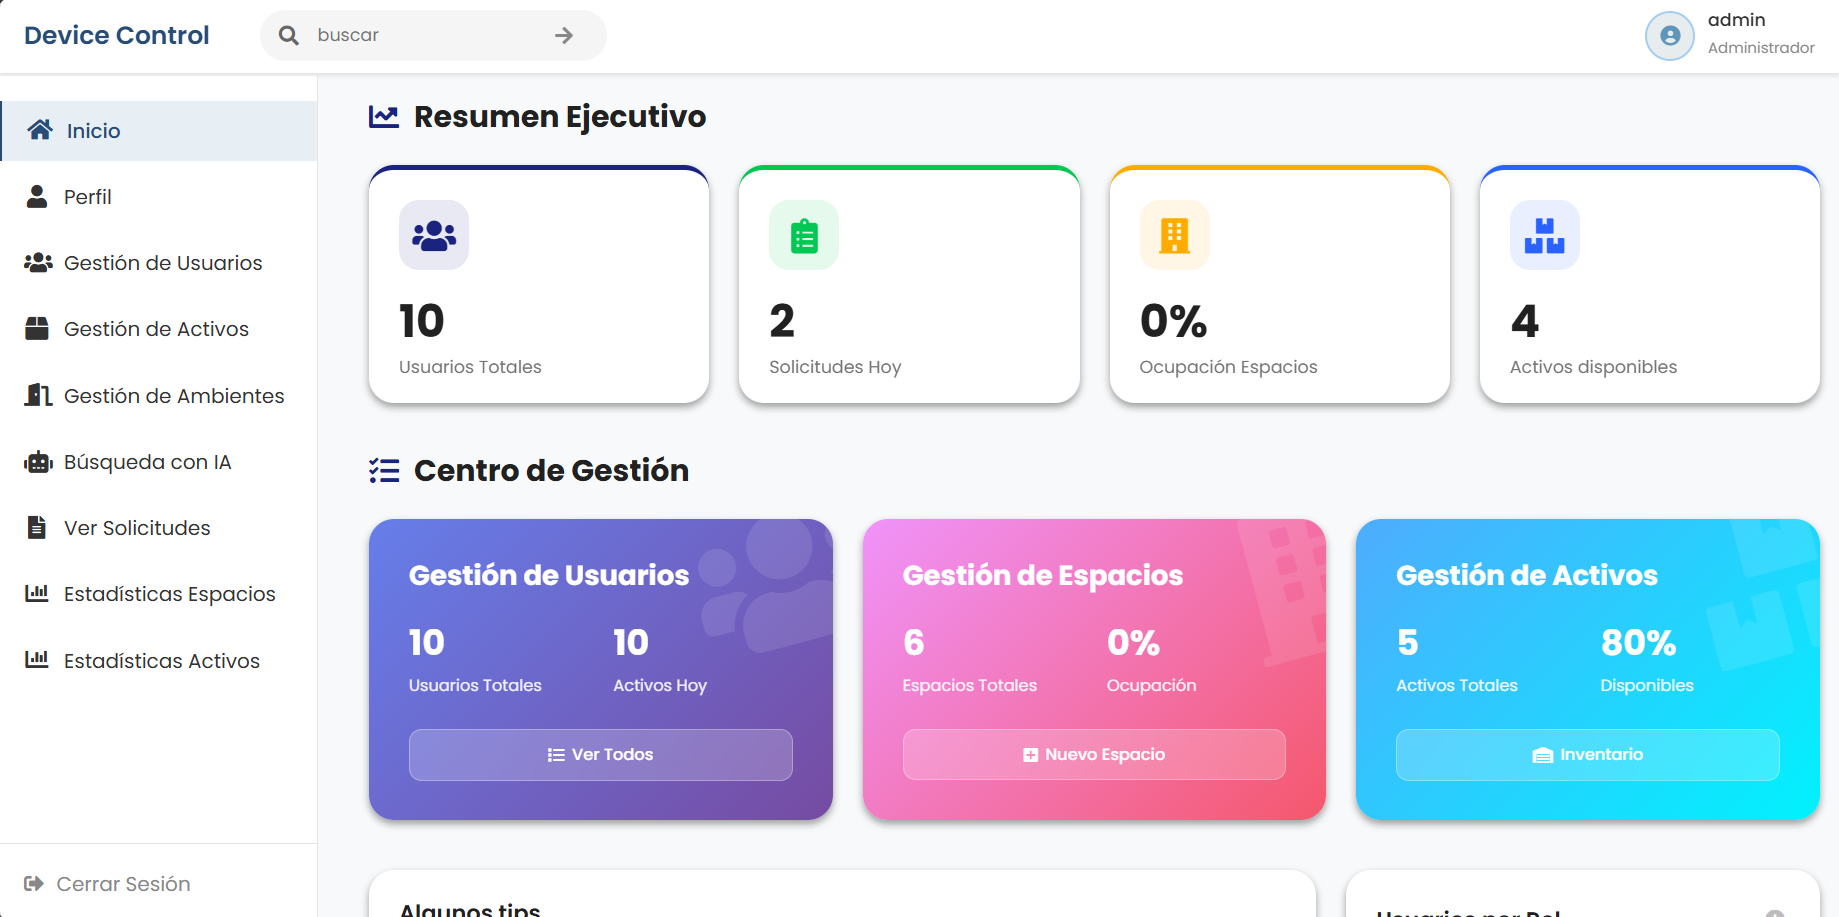 Device Control
buscar
admin
Administrador
Inicio
Perfil
Gestión de Usuarios
Gestión de Activos
Gestión de Ambientes
Búsqueda con IA
Ver Solicitudes
Estadísticas Espacios
Estadísticas Activos
Cerrar Sesión
Resumen Ejecutivo
10
Usuarios Totales
2
Solicitudes Hoy
0%
Ocupación Espacios
4
Activos disponibles
Centro de Gestión
Gestión de Usuarios
10 10
Usuarios Totales Activos Hoy
Ver Todos
Gestión de Espacios
6 0%
Espacios Totales Ocupación
Nuevo Espacio
Gestión de Activos
5 80%
Activos Totales Disponibles
Inventario
Algunos tips
Usuarios por Rol